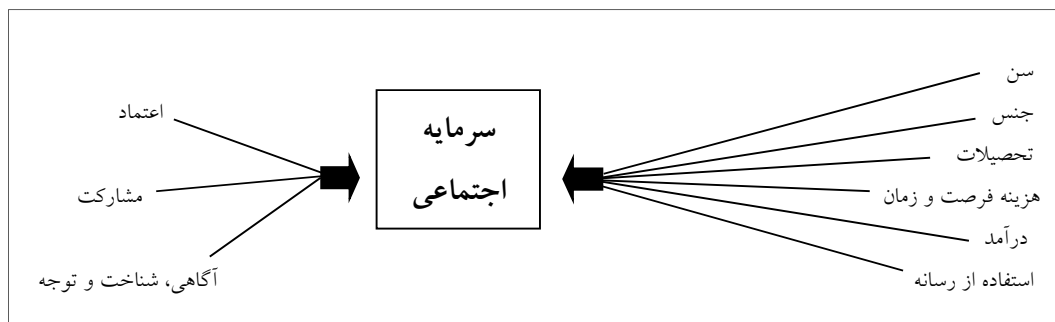 سن
جنس
تحصیلات
هزینه فرصت و زمان
درآمد
استفاده از رسانه
سرمایه
اجتماعی
اعتماد
مشارکت
آگاهی، شناخت و توجه